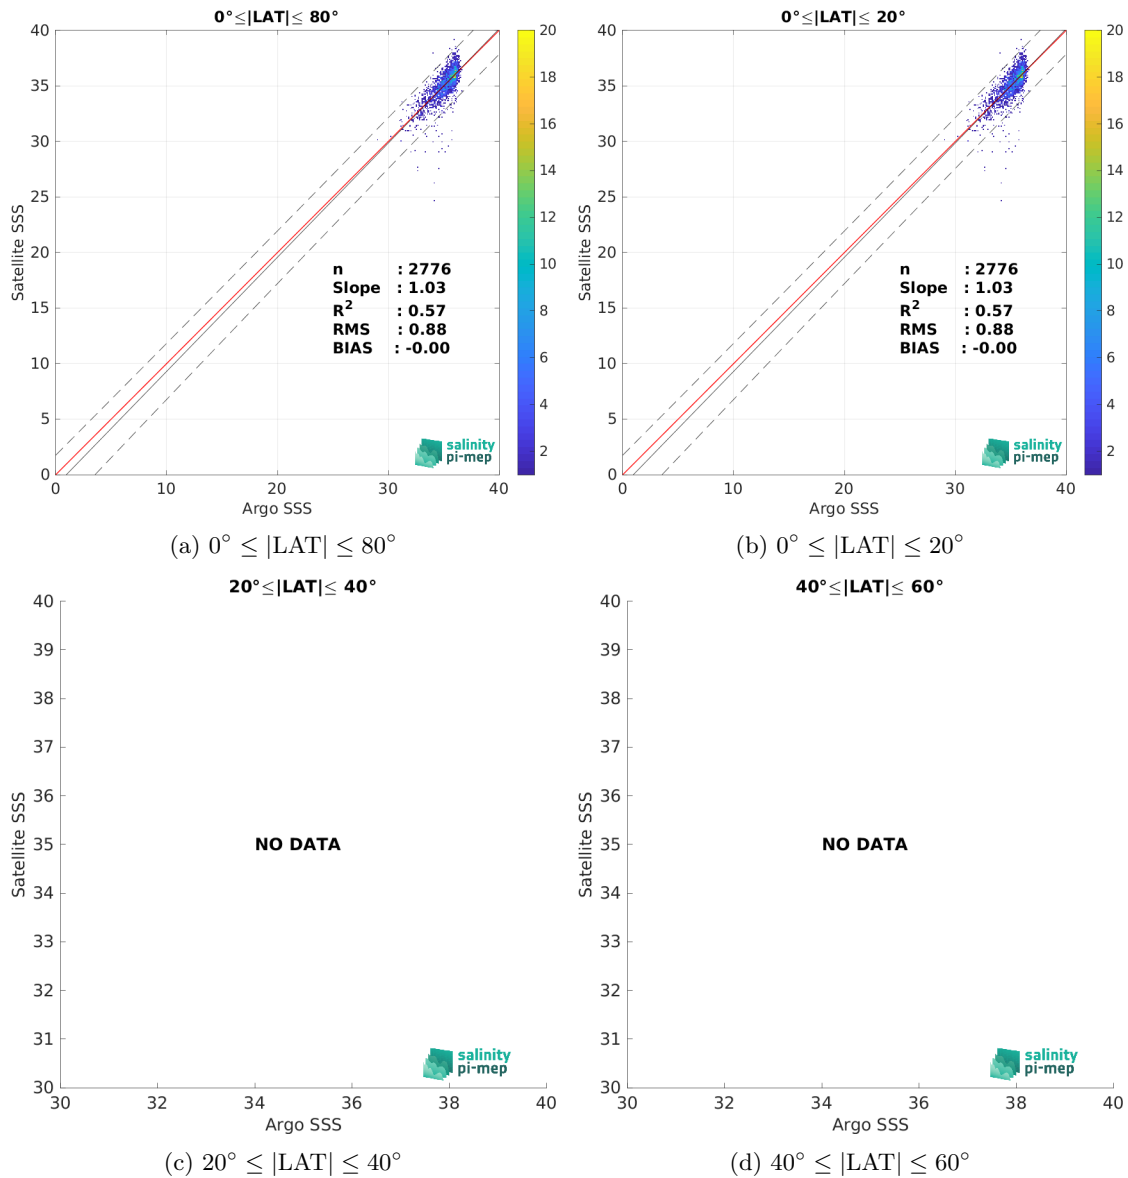 0°≤|LAT|≤ 80°
40
35
30
25
20
15
10
5
0
Satellite SSS
0
10
20
30
40
Argo SSS
n : 2776
Slope : 1.03
R² : 0.57
RMS : 0.88
BIAS : -0.00
salinity
pi-mep
20
18
16
14
12
10
8
6
4
2
(a) 0° ≤ |LAT| ≤ 80°
0°≤|LAT|≤ 20°
40
35
30
25
20
15
10
5
0
Satellite SSS
0
10
20
30
40
Argo SSS
n : 2776
Slope : 1.03
R² : 0.57
RMS : 0.88
BIAS : -0.00
salinity
pi-mep
20
18
16
14
12
10
8
6
4
2
(b) 0° ≤ |LAT| ≤ 20°
20°≤|LAT|≤ 40°
40
39
38
37
36
35
34
33
32
31
30
Satellite SSS
NO DATA
salinity
pi-mep
30
32
34
36
38
40
Argo SSS
(c) 20° ≤ |LAT| ≤ 40°
40°≤|LAT|≤ 60°
40
39
38
37
36
35
34
33
32
31
30
Satellite SSS
NO DATA
salinity
pi-mep
30
32
34
36
38
40
Argo SSS
(d) 40° ≤ |LAT| ≤ 60°